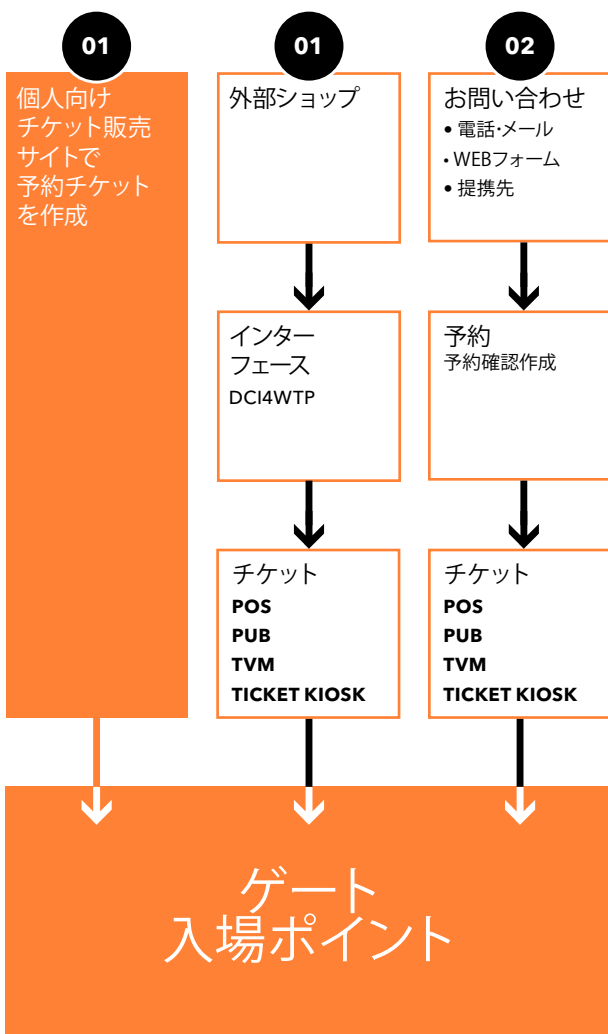 01
個人向け
チケット販売
サイトで
予約チケット
を作成
01
外部ショップ
インター
フェース
DCI4WTP
チケット
POS
PUB
TVM
TICKET KIOSK
02
お問い合わせ
• 電話・メール
• WEBフォーム
• 提携先
予約
予約確認作成
チケット
POS
PUB
TVM
TICKET KIOSK
ゲート
入場ポイント